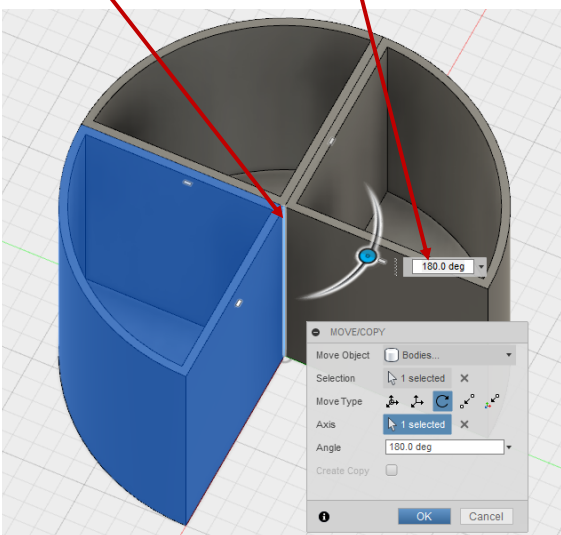 180.0 deg
MOVE/COPY
Move Object Bodies...
Selection 1 selected
Move Type
Axis 1 selected
Angle 180.0 deg
Create Copy
OK Cancel